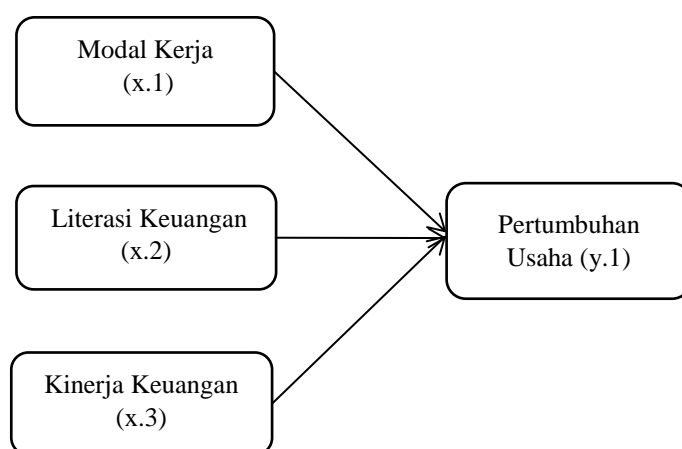 Modal Kerja
(x.1)
Literasi Keuangan
(x.2)
Pertumbuhan
Usaha (y.1)
Kinerja Keuangan
(x.3)